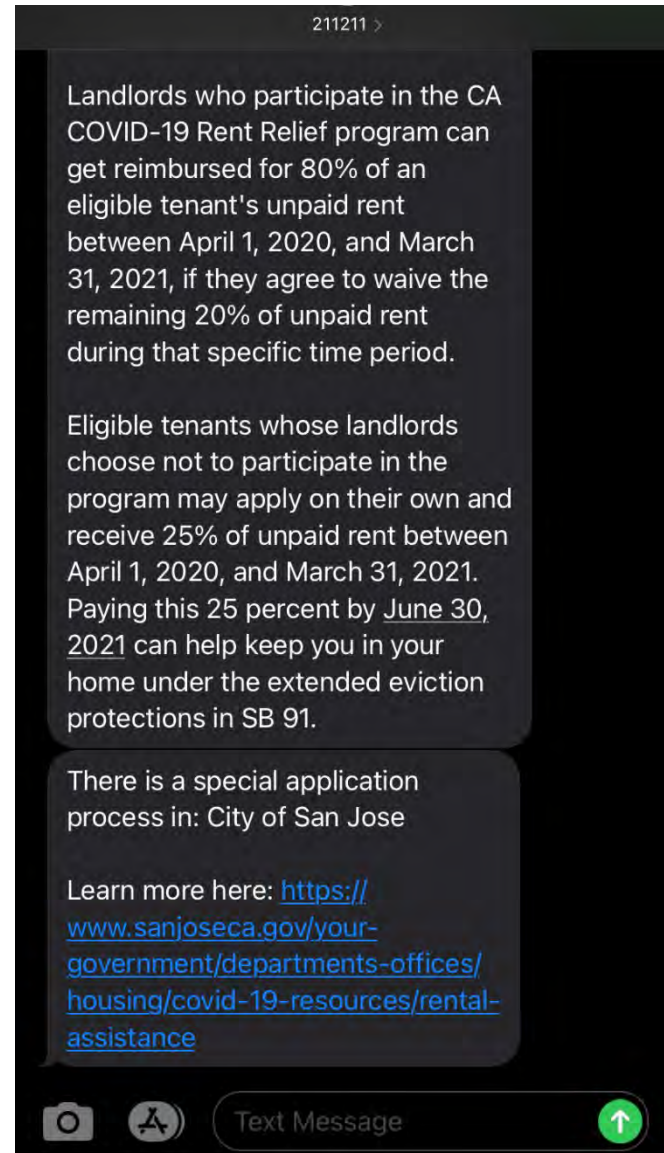 211211 >
Landlords who participate in the CA
COVID-19 Rent Relief program can
get reimbursed for 80% of an
eligible tenant's unpaid rent
between April 1, 2020, and March
31, 2021, if they agree to waive the
remaining 20% of unpaid rent
during that specific time period.
Eligible tenants whose landlords
choose not to participate in the
program may apply on their own and
receive 25% of unpaid rent between
April 1, 2020, and March 31, 2021.
Paying this 25 percent by June 30,
2021 can help keep you in your
home under the extended eviction
protections in SB 91.
There is a special application
process in: City of San Jose
Learn more here: https://
www.sanjoseca.gov/your-
government/departments-offices/
housing/covid-19-resources/rental-
assistance
Text Message